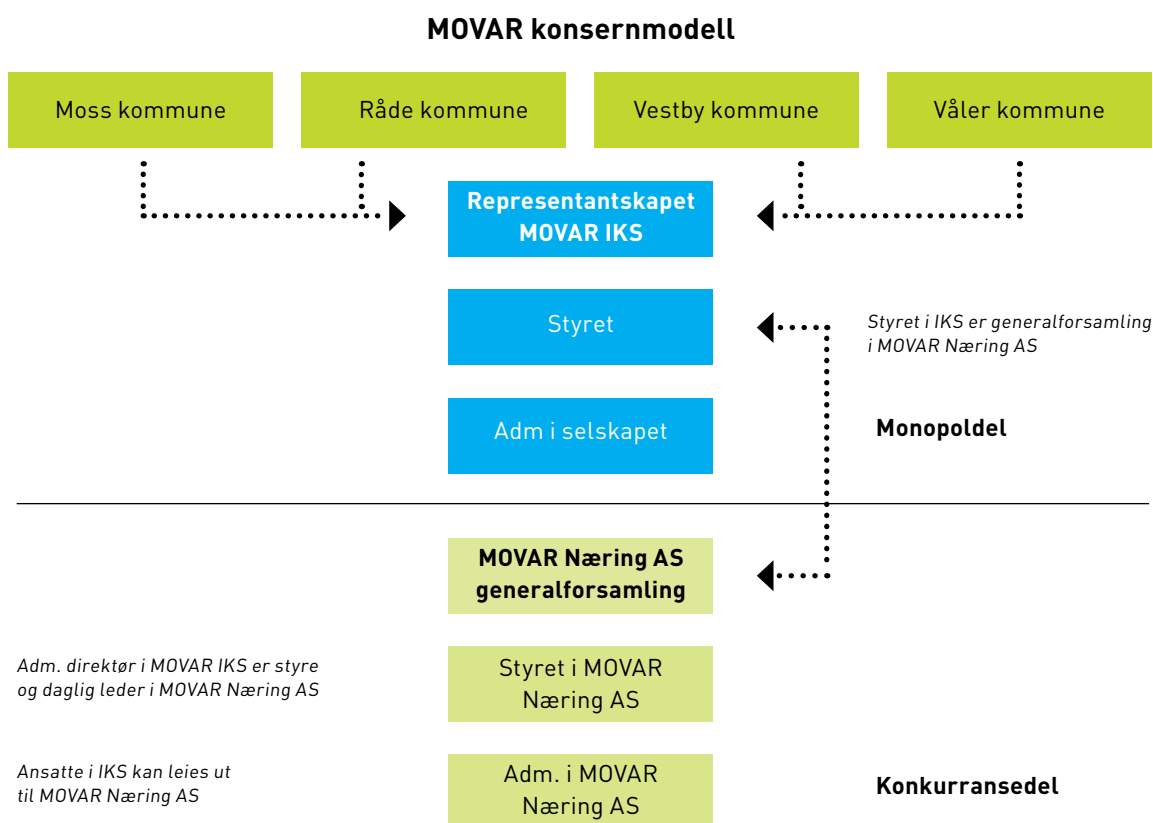 MOVAR konsernmodell
Moss kommune
Råde kommune
Vestby kommune
Våler kommune
Representantskapet
MOVAR IKS
Styret
Styret i IKS er generalforsamling
i MOVAR Næring AS
Adm i selskapet
Monopoldel
MOVAR Næring AS
generalforsamling
Adm. direktør i MOVAR IKS er styre
og daglig leder i MOVAR Næring AS
Styret i MOVAR
Næring AS
Ansatte i IKS kan leies ut
til MOVAR Næring AS
Adm. i MOVAR
Næring AS
Konkurransedel